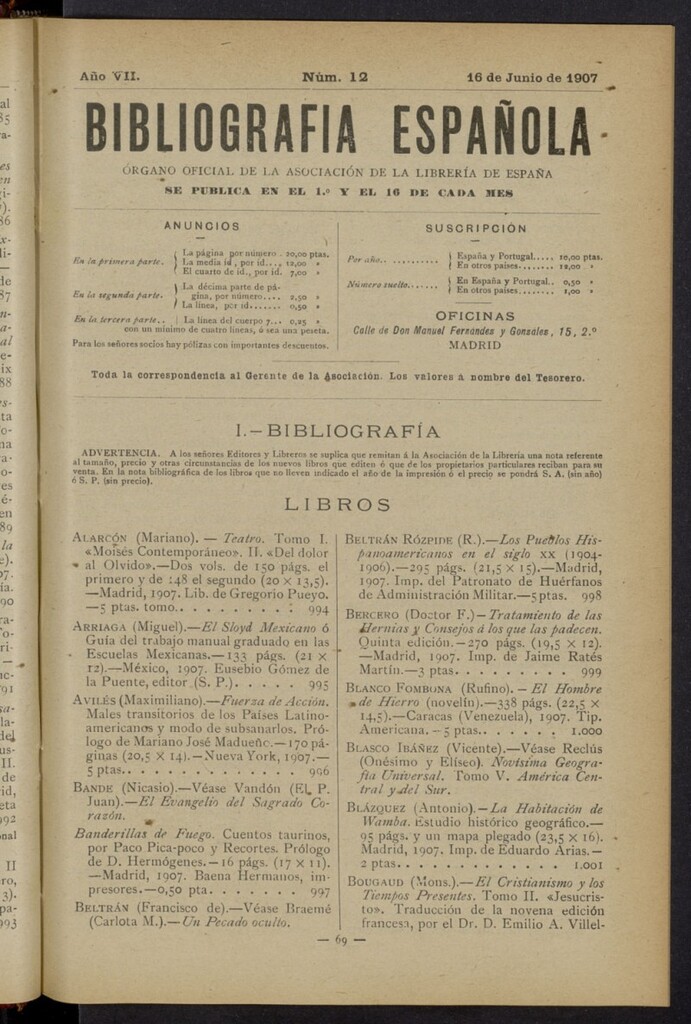 Año VII.
Núm. 12
16 de Junio de 1907
BIBLIOGRAFIA ESPAÑOLA
ÓRGANO OFICIAL DE LA ASOCIACIÓN DE LA LIBRERÍA DE ESPAÑA
SE PUBLICA EN EL 1.º Y EL 16 DE CADA MES
ANUNCIOS
En la primera parte.
La página por número . 20,00 ptas.
La media id , por id.... 12,00 »
El cuarto de id., por id. 7,00 »
En la segunda parte.
La décima parte de pá-
gina, por número.... 2,50 »
La línea, por id....... 0,50 »
En la tercera parte..
La línea del cuerpo 7... 0,25 »
con un mínimo de cuatro líneas, ó sea una peseta.
Para los señores socios hay pólizas con importantes descuentos.
SUSCRIPCIÓN
Por año..
España y Portugal..... 10,00 ptas.
En otros países....... 12,00 »
Número suelto..
En España y Portugal.. 0,50 »
En otros países....... 1,00 »
OFICINAS
Calle de Don Manuel Fernández y González, 15, 2.º
MADRID
Toda la correspondencia al Gerente de la Asociación. Los valores a nombre del Tesorero.
I.—BIBLIOGRAFÍA
ADVERTENCIA. A los señores Editores y Libreros se suplica que remitan á la Asociación de la Librería una nota referente
al tamaño, precio y otras circunstancias de los nuevos libros que editen ó que de los propietarios particulares reciban para su
venta. En la nota bibliográfica de los libros que no lleven indicado el año de la impresión ó el precio se pondrá S. A. (sin año)
ó S. P. (sin precio).
LIBROS
ALARCÓN (Mariano). — Teatro. Tomo I.
«Moisés Contemporáneo». II. «Del dolor
al Olvido».—Dos vols. de 150 págs. el
primero y de 148 el segundo (20 × 13,5).
—Madrid, 1907. Lib. de Gregorio Pueyo.
—5 ptas. tomo.. . . . . . . . : . 994
ARRIAGA (Miguel).—El Sloyd Mexicano ó
Guía del trabajo manual graduado en las
Escuelas Mexicanas.—133 págs. (21 ×
12).—México, 1907. Eusebio Gómez de
la Puente, editor (S. P.). . . . . 995
AVILÉS (Maximiliano).—Fuerza de Acción.
Males transitorios de los Países Latino-
americanos y modo de subsanarlos. Pró-
logo de Mariano José Madueño.—170 pá-
ginas (20,5 × 14).—Nueva York, 1907.—
5 ptas. . . . . . . . . . . . . 996
BANDE (Nicasio).—Véase Vandón (El P.
Juan).—El Evangelio del Sagrado Co-
razón.
Banderillas de Fuego. Cuentos taurinos,
por Paco Pica-poco y Recortes. Prólogo
de D. Hermógenes.—16 págs. (17 × 11).
—Madrid, 1907. Baena Hermanos, im-
presores.—0,50 pta. . . . . . . 997
BELTRÁN (Francisco de).—Véase Braemé
(Carlota M.).—Un Pecado oculto.
BELTRÁN RÓZPIDE (R.).—Los Pueblos His-
panoamericanos en el siglo XX (1904-
1906).—295 págs. (21,5 × 15).—Madrid,
1907. Imp. del Patronato de Huérfanos
de Administración Militar.—5 ptas. 998
BERCERO (Doctor F.)—Tratamiento de las
Hernias y Consejos á los que las padecen.
Quinta edición.—270 págs. (19,5 × 12).
—Madrid, 1907. Imp. de Jaime Ratés
Martín.—3 ptas. . . . . . . . . 999
BLANCO FOMBONA (Rufino). — El Hombre
de Hierro (novelín).—338 págs. (22,5 ×
14,5).—Caracas (Venezuela), 1907. Tip.
Americana. — 5 ptas. . . . . . 1.000
BLASCO IBÁÑEZ (Vicente).—Véase Reclús
(Onésimo y Elíseo). Novísima Geogra-
fía Universal. Tomo V. América Cen-
tral y del Sur.
BLÁZQUEZ (Antonio).—La Habitación de
Wamba. Estudio histórico geográfico.—
95 págs. y un mapa plegado (23,5 × 16).
Madrid, 1907. Imp. de Eduardo Arias.—
2 ptas. . . . . . . . . . . . . 1.001
BOUGAUD (Mons.).—El Cristianismo y los
Tiempos Presentes. Tomo II. «Jesucris-
to». Traducción de la novena edición
francesa, por el Dr. D. Emilio A. Villel-
— 69 —